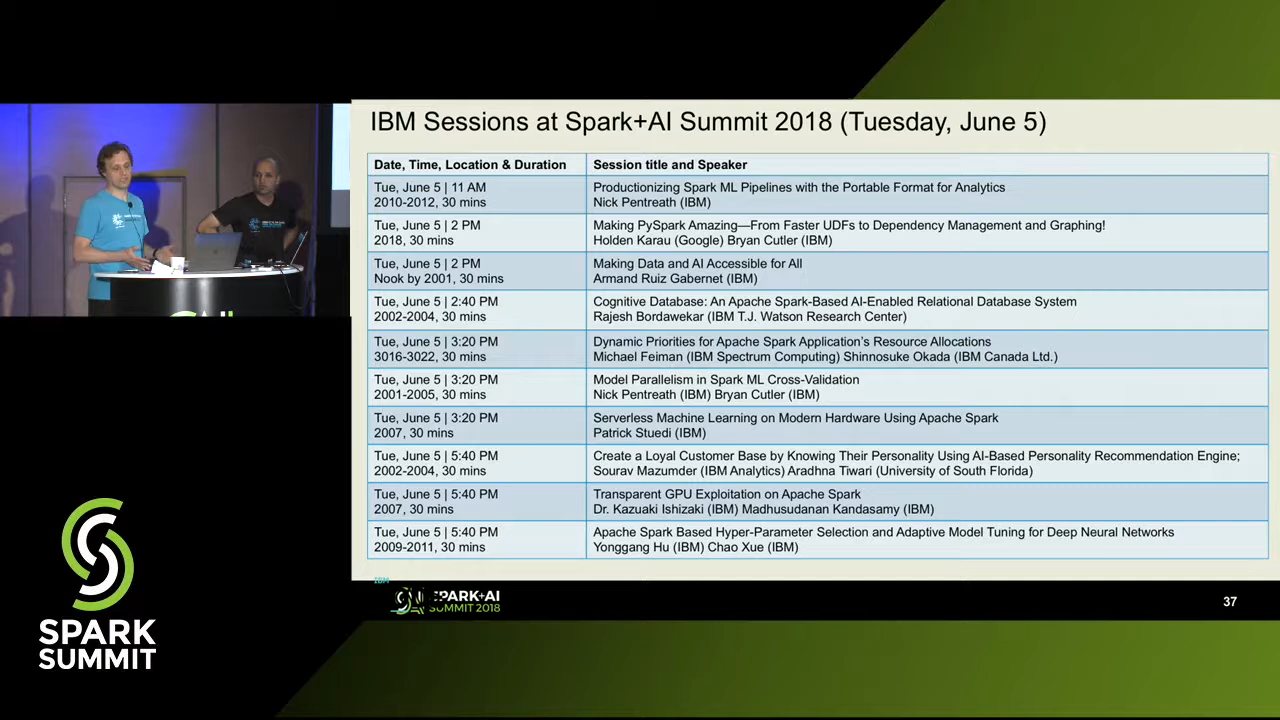 IBM Sessions at Spark+AI Summit 2018 (Tuesday, June 5)
Date, Time, Location & Duration
Session title and Speaker
Tue, June 5 | 11 AM
2010-2012, 30 mins
Productionizing Spark ML Pipelines with the Portable Format for Analytics
Nick Pentreath (IBM)
Tue, June 5 | 2 PM
2018, 30 mins
Making PySpark Amazing—From Faster UDFs to Dependency Management and Graphing!
Holden Karau (Google) Bryan Cutler (IBM)
Tue, June 5 | 2 PM
Nook by 2001, 30 mins
Making Data and AI Accessible for All
Armand Ruiz Gabernet (IBM)
Tue, June 5 | 2:40 PM
2002-2004, 30 mins
Cognitive Database: An Apache Spark-Based AI-Enabled Relational Database System
Rajesh Bordawekar (IBM T.J. Watson Research Center)
Tue, June 5 | 3:20 PM
3016-3022, 30 mins
Dynamic Priorities for Apache Spark Application's Resource Allocations
Michael Feiman (IBM Spectrum Computing) Shinnosuke Okada (IBM Canada Ltd.)
Tue, June 5 | 3:20 PM
2001-2005, 30 mins
Model Parallelism in Spark ML Cross-Validation
Nick Pentreath (IBM) Bryan Cutler (IBM)
Tue, June 5 | 3:20 PM
2007, 30 mins
Serverless Machine Learning on Modern Hardware Using Apache Spark
Patrick Stuedi (IBM)
Tue, June 5 | 5:40 PM
2002-2004, 30 mins
Create a Loyal Customer Base by Knowing Their Personality Using AI-Based Personality Recommendation Engine;
Sourav Mazumder (IBM Analytics) Aradhna Tiwari (University of South Florida)
Tue, June 5 | 5:40 PM
2007, 30 mins
Transparent GPU Exploitation on Apache Spark
Dr. Kazuaki Ishizaki (IBM) Madhusudanan Kandasamy (IBM)
Tue, June 5 | 5:40 PM
2009-2011, 30 mins
Apache Spark Based Hyper-Parameter Selection and Adaptive Model Tuning for Deep Neural Networks
Yonggang Hu (IBM) Chao Xue (IBM)
IBM
SPARK+AI
SUMMIT 2018
37
SPARK
SUMMIT